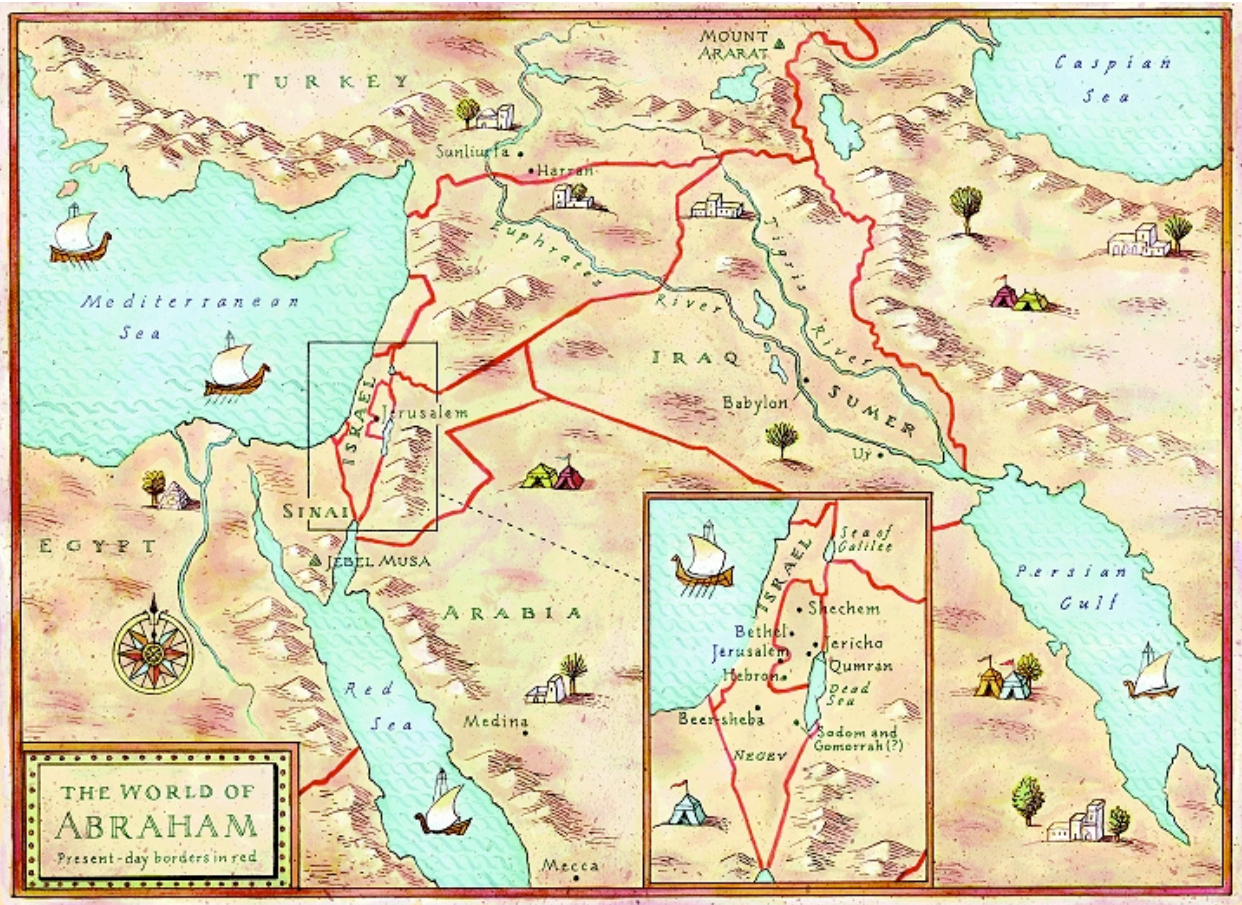 MOUNT
ARARAT
Caspian
Sea
TURKEY
Sunliurfa
Harran
Euphrates
River
Tigris
River
Mediterranean
Sea
IRAQ
SUMER
Babylon
Ur
ISRAEL
Jerusalem
SINAI
EGYPT
JEBEL MUSA
ARABIA
Persian
Gulf
Red
Sea
Medina
Mecca
Sea of
Galilee
ISRAEL
Shechem
Bethel
Jericho
Jerusalem
Qumran
Hebron
Dead
Sea
Beer-sheba
Sodom and
Gomorrah(?)
NEGEV
THE WORLD OF
ABRAHAM
Present-day borders in red